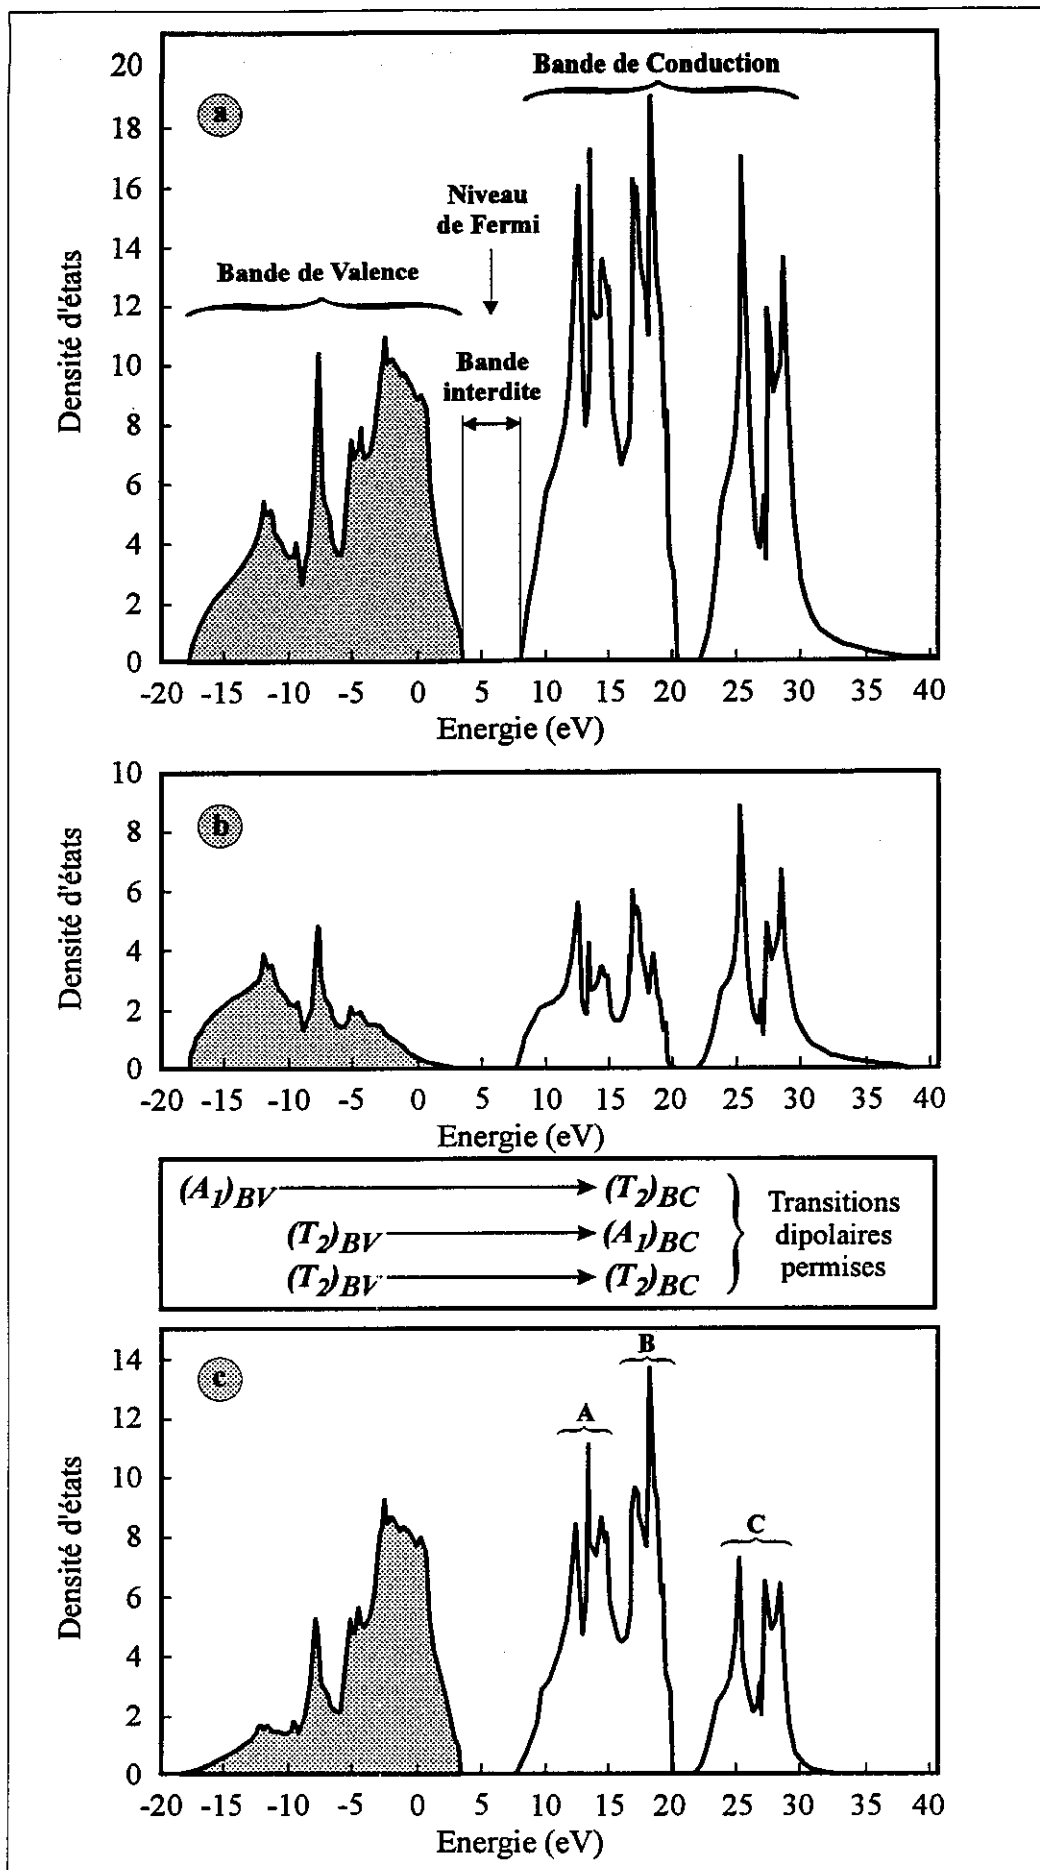 20
Bande de Conduction
a
18
16
Niveau
de Fermi
14
Bande de Valence
12
10
Bande
interdite
8
6
4
2
0
Densité d'états
-20 -15 -10 -5 0 5 10 15 20 25 30 35 40
Energie (eV)
10
b
8
6
4
2
0
Densité d'états
-20 -15 -10 -5 0 5 10 15 20 25 30 35 40
Energie (eV)
(A1)BV (T2)BC
(T2)BV (A1)BC
(T2)BV (T2)BC
Transitions
dipolaires
permises
14
c
B
12
A
10
8
C
6
4
2
0
Densité d'états
-20 -15 -10 -5 0 5 10 15 20 25 30 35 40
Energie (eV)